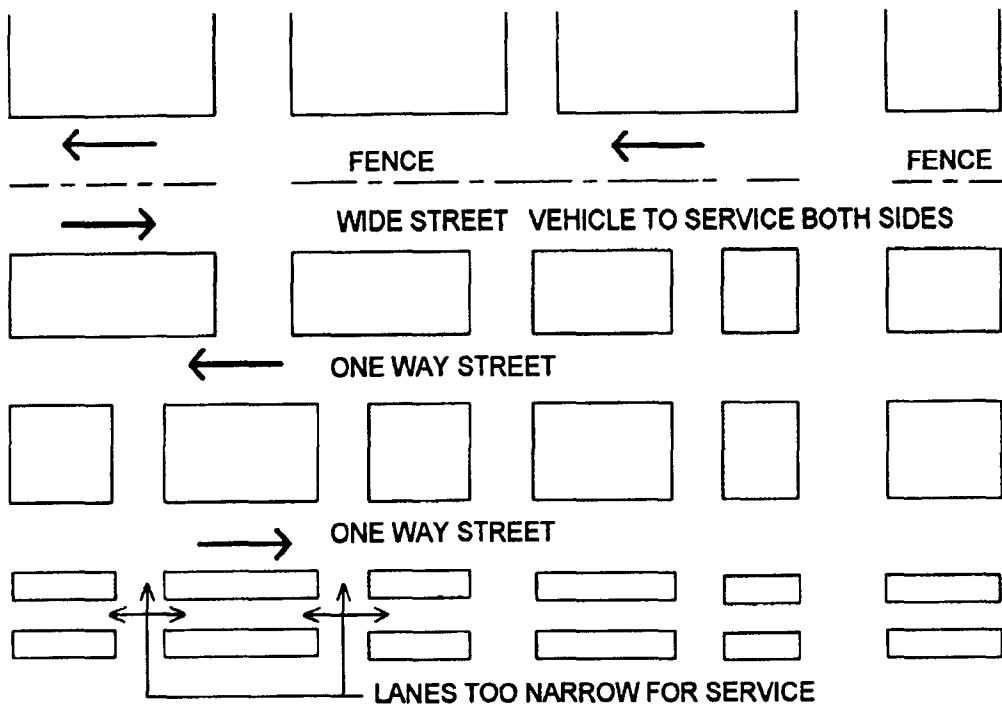 FENCE
FENCE
WIDE STREET VEHICLE TO SERVICE BOTH SIDES
ONE WAY STREET
ONE WAY STREET
LANES TOO NARROW FOR SERVICE